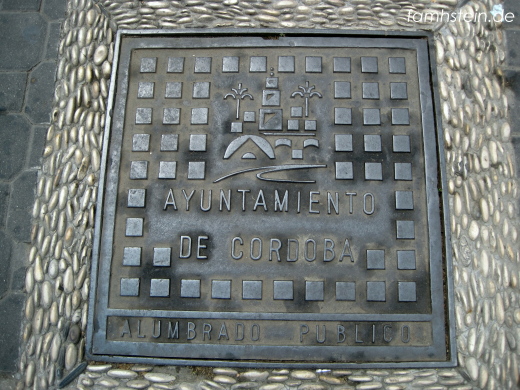 famhstein.de
AYUNTAMIENTO
DE CORDOBA
ALUMBRADO PUBLICO